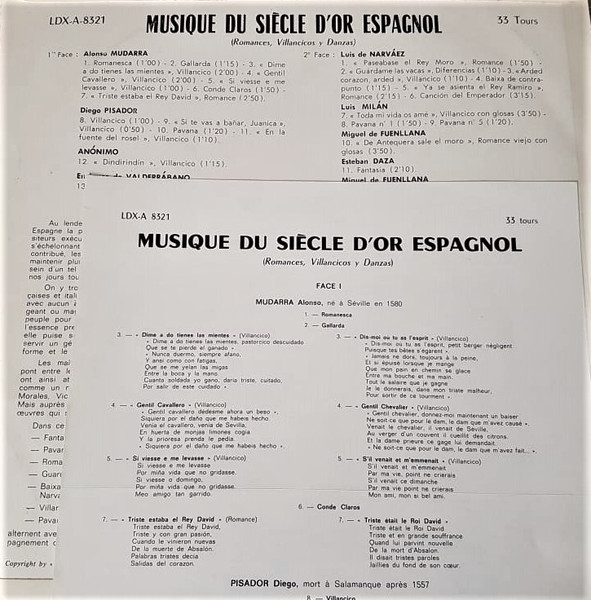 LDX-A-8321
MUSIQUE DU SIÈCLE D'OR ESPAGNOL
33 Tours
(Romances, Villancicos y Danzas)
1re Face : Alonso MUDARRA
1. Romanesca (1'00) - 2. Gallarda (1'15) - 3. « Dime
a do tienes las mientes », Villancico (2'00) - 4. « Gentil
Cavallero », Villancico (2'00) - 5. « Si viesse e me
levasse », Villancico (1'00) - 6. Conde Claros (1'50) -
7. « Triste estaba el Rey David », Romance (2'50).
Diego PISADOR
8. Villancico (1'00) - 9. « Si te vas a bañar, Juanica »,
Villancico (0'50) - 10. Pavana (1'20) - 11. « En la
fuente del rosel », Villancico (1'10).
ANÓNIMO
12. « Dindirindín », Villancico (1'15).
de VALDERRÁBANO
13
2e Face : Luis de NARVÁEZ
1. « Paseabase el Rey Moro », Romance (1'50) -
2. « Guárdame las vacas », Diferencias (1'10) - 3. «Arded
corazón, arded », Villancico (1'10) - 4. Baixa de contra-
punto (1'15) - 5. « Ya se asienta el Rey Ramiro »,
Romance (2'15) - 6. Canción del Emperador (3'15).
Luis MILÁN
7. « Toda mi vida os amé », Villancico con glosas (3'50) -
8. Pavana n° 1 (1'50) - 9. Pavana n° 5 (1'20).
Miguel de FUENLLANA
10. « De Antequera sale el moro », Romance viejo con
glosas (3'50).
Esteban DAZA
11. Fantasia (2'10).
Miguel de FUENLLANA
Au lende
Espagne la p
siteurs exécu
s'échelonnant
contribué, les
maintenir plus
sein d'un tel
nos jours tou
On y tro
çaises et itali
avec aucun
geant ou mas
peuple pour
l'essence pre
elle puise s
servir un gé
forme et le
Les mai
pont entre le
ont ainsi at
comme un r
Morales, Vic
Mais auprès
œuvres qui
Dans ce
— Fanta
— Pavar
— Roma
— Guarr
— Baixa
Narv
— Villar
— Pavar
alternent ave
pagnement c
Copyright by
LDX-A 8321
33 tours
MUSIQUE DU SIÈCLE D'OR ESPAGNOL
(Romances, Villancicos y Danzas)
FACE I
MUDARRA Alonso, né à Séville en 1580
1. — Romanesca
2. — Gallarda
3. — « Dime a do tienes las mientes » (Villancico)
« Dime a do tienes las mientes, pastorcico descuidado
Que se te pierde el ganado ».
« Nunca duermo, siempre afano,
Y ansi como con fatigas,
Que se me yelan las migas
Entre la boca y la mano.
Cuanto soldada yo gano, daria triste, cuitado,
Por salir de este cuidado ».
4. — « Gentil Cavallero » (Villancico)
« Gentil cavallero dédesme ahora un beso »,
Siquiera por el daño que me habeis hecho.
Venia el cavallero, venia de Sevilla,
En huerta de monjas limones cogia
Y la prioresa prenda le pedia.
« Siquiera por el daño que me habeis hecho ».
5. — « Si viesse e me levasse » (Villancico)
Si viesse e me levasse
Por miña vida que no gridasse.
Si viesse o domingo,
Por miña vida que no gridasse.
Meo amigo tan garrido.
7. — « Triste estaba el Rey David » (Romance)
Triste estaba el Rey David,
Triste y con gran pasión,
Cuando le vinieron nuevas
De la muerte de Absalón.
Palabras tristes decia
Salidas del corazon.
3. — « Dis-moi où tu as l'esprit » (Villancico)
« Dis-moi où tu as l'esprit, petit berger négligent
Puisque tes bêtes s'égarent ».
« Jamais ne dors, toujours à la peine,
Et si épuise lorsque je mange
Que mon pain en chemin se glace
Entre ma bouche et ma main.
Tout le salaire que je gagne
je le donnerais, dans mon triste malheur,
Pour sortir de ce tourment ».
4. — « Gentil Chevalier » (Villancico)
« Gentil chevalier, donnez-moi maintenant un baiser
Ne soit-ce que pour le dam, le dam que m'avez causé ».
Venait le chevalier, il venait de Séville,
Au verger d'un couvent il cueillit des citrons.
Et la dame prieure ce gage lui demandait.
« Ne soit-ce que pour le dam, le dam que m'avez fait... ».
5. — « S'il venait et m'emmenait » (Villancico)
S'il venait et m'emmenait
Par ma vie, point ne crierais
S'il venait ce dimanche
Par ma vie point ne crierais
Mon ami, mon si bel ami.
6. — Conde Claros
7. — « Triste était le Roi David »
Triste était le Roi David
Triste et en grande souffrance
Quand lui parvint nouvelle
De la mort d'Absalon.
Il disait tristes paroles
Jaillies du fond de son cœur.
PISADOR Diego, mort à Salamanque après 1557
8. — Villancico